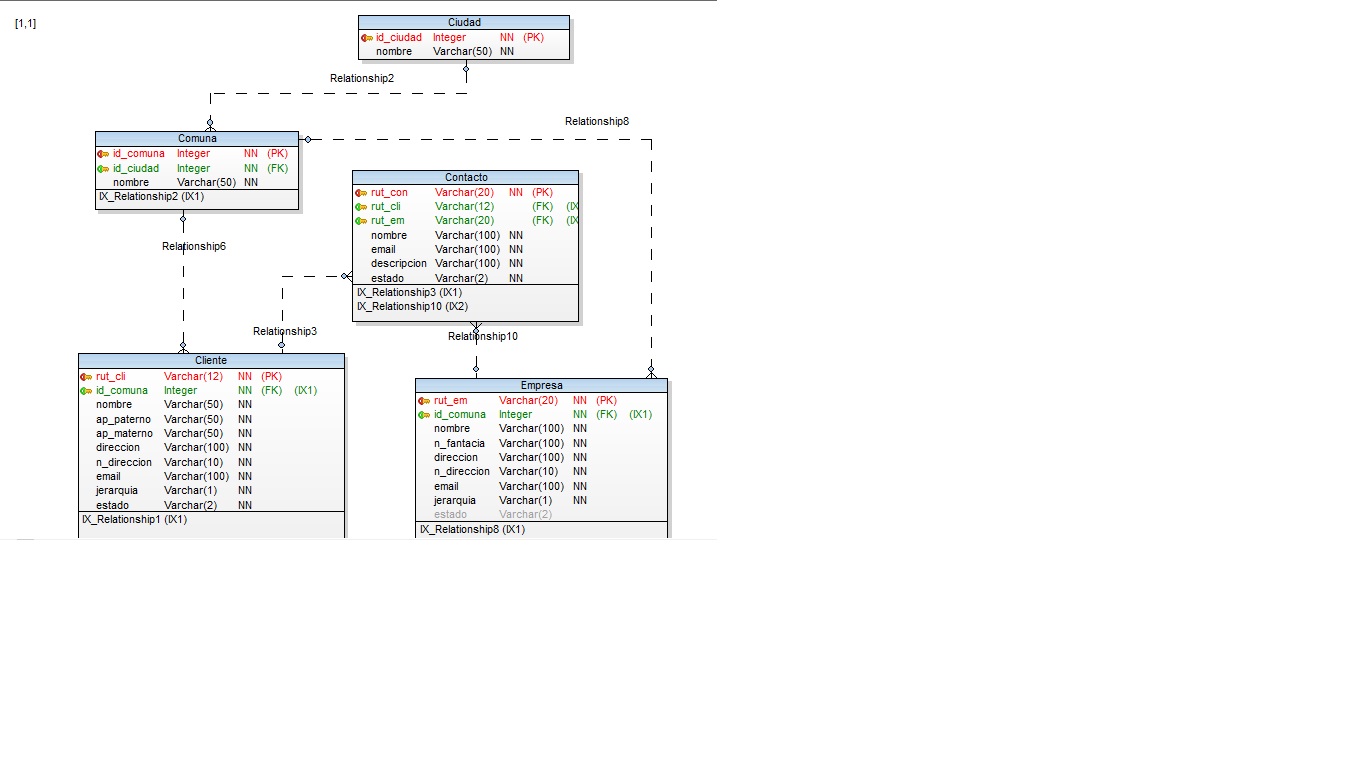 [1,1]
Ciudad
id_ciudad Integer NN (PK)
nombre Varchar(50) NN
Relationship2
Relationship8
Comuna
id_comuna Integer NN (PK)
id_ciudad Integer NN (FK)
nombre Varchar(50) NN
IX_Relationship2 (IX1)
Contacto
rut_con Varchar(20) NN (PK)
rut_cli Varchar(12) (FK) (IX
rut_em Varchar(20) (FK) (IX
nombre Varchar(100) NN
email Varchar(100) NN
descripcion Varchar(100) NN
estado Varchar(2) NN
IX_Relationship3 (IX1)
IX_Relationship10 (IX2)
Relationship6
Relationship3
Relationship10
Cliente
rut_cli Varchar(12) NN (PK)
id_comuna Integer NN (FK) (IX1)
nombre Varchar(50) NN
ap_paterno Varchar(50) NN
ap_materno Varchar(50) NN
direccion Varchar(100) NN
n_direccion Varchar(10) NN
email Varchar(100) NN
jerarquia Varchar(1) NN
estado Varchar(2) NN
IX_Relationship1 (IX1)
Empresa
rut_em Varchar(20) NN (PK)
id_comuna Integer NN (FK) (IX1)
nombre Varchar(100) NN
n_fantacia Varchar(100) NN
direccion Varchar(100) NN
n_direccion Varchar(10) NN
email Varchar(100) NN
jerarquia Varchar(1) NN
estado Varchar(2)
IX_Relationship8 (IX1)